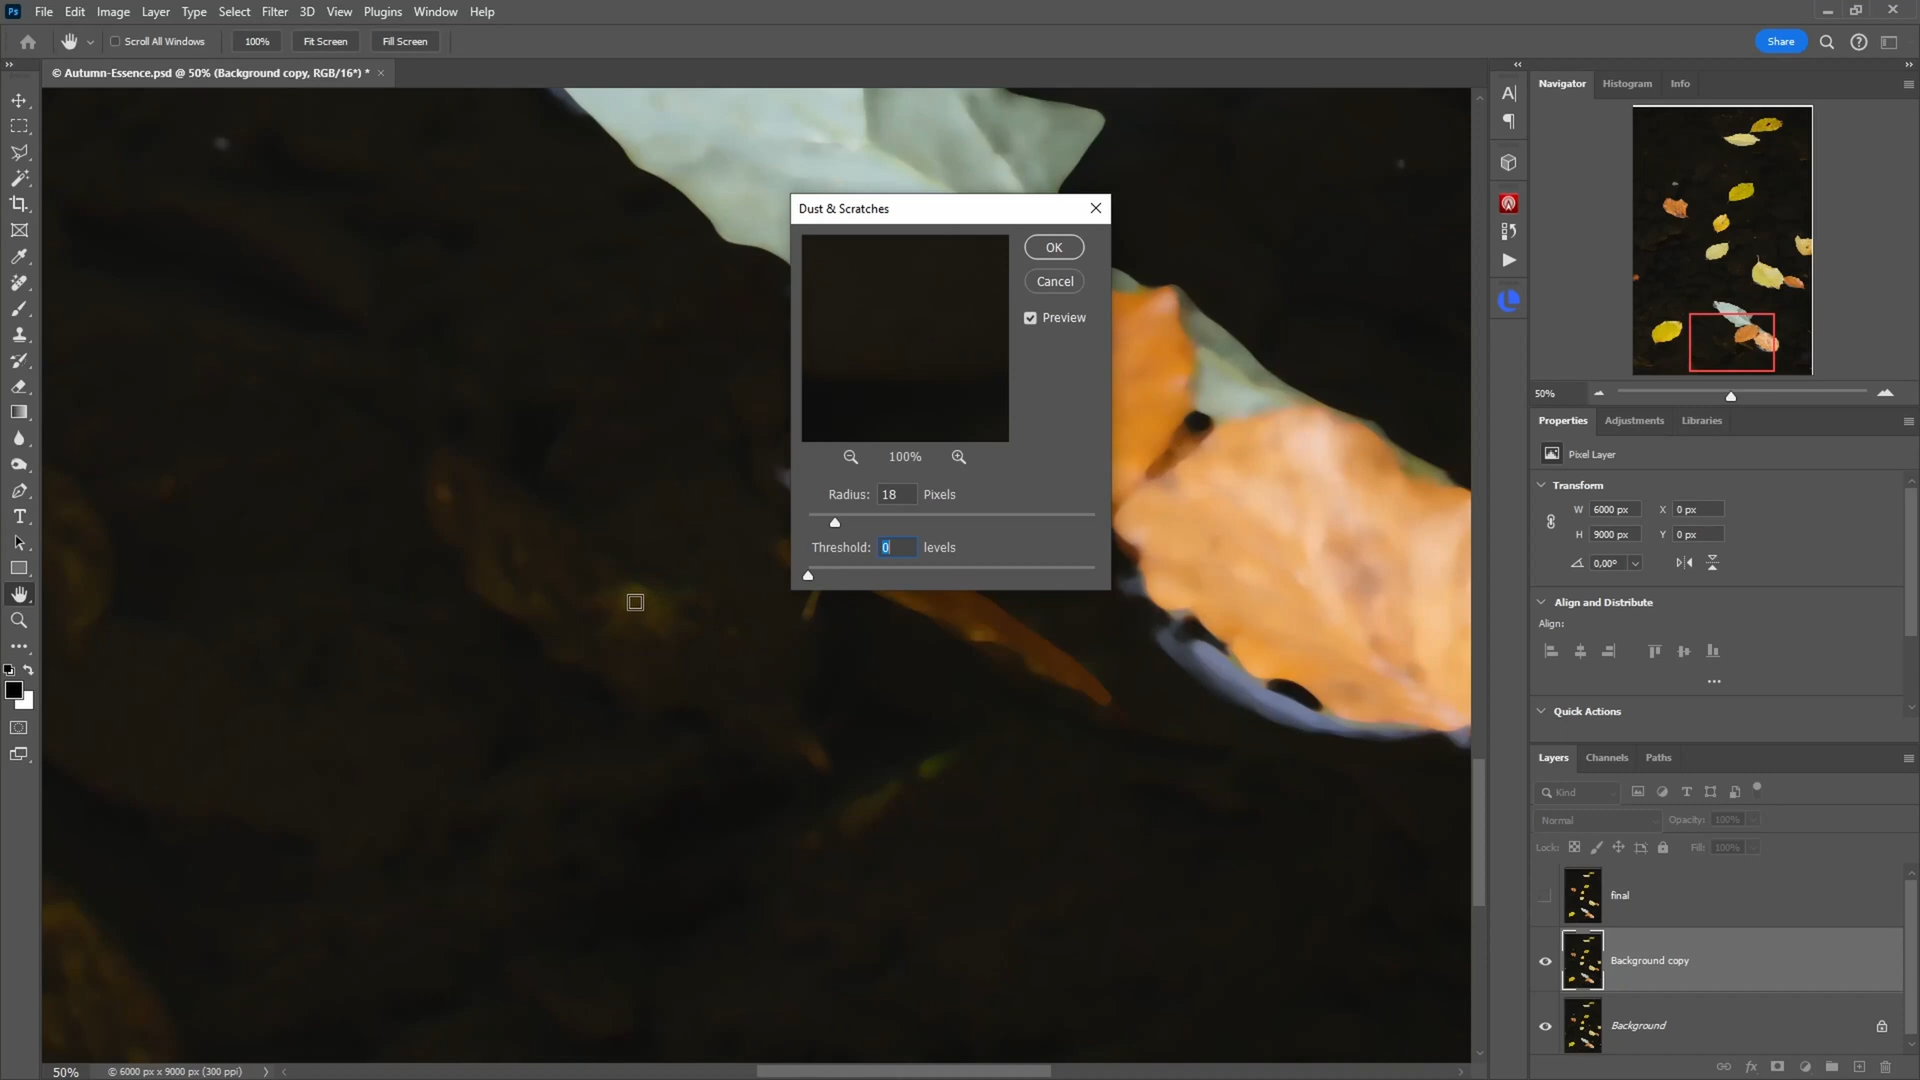 Ps File Edit Image Layer Type Select Filter 3D View Plugins Window Help
Scroll All Windows 100% Fit Screen Fill Screen Share
© Autumn-Essence.psd @ 50% (Background copy, RGB/16*) *
Navigator Histogram Info
50%
Dust & Scratches
OK
Cancel
Preview
100%
Radius: 18 Pixels
Threshold: 0 levels
Properties Adjustments Libraries
Pixel Layer
Transform
W 6000 px X 0 px
H 9000 px Y 0 px
0,00°
Align and Distribute
Align:
Quick Actions
Layers Channels Paths
Kind
Normal Opacity: 100%
Lock: Fill: 100%
final
Background copy
Background
50% © 6000 px x 9000 px (300 ppi)